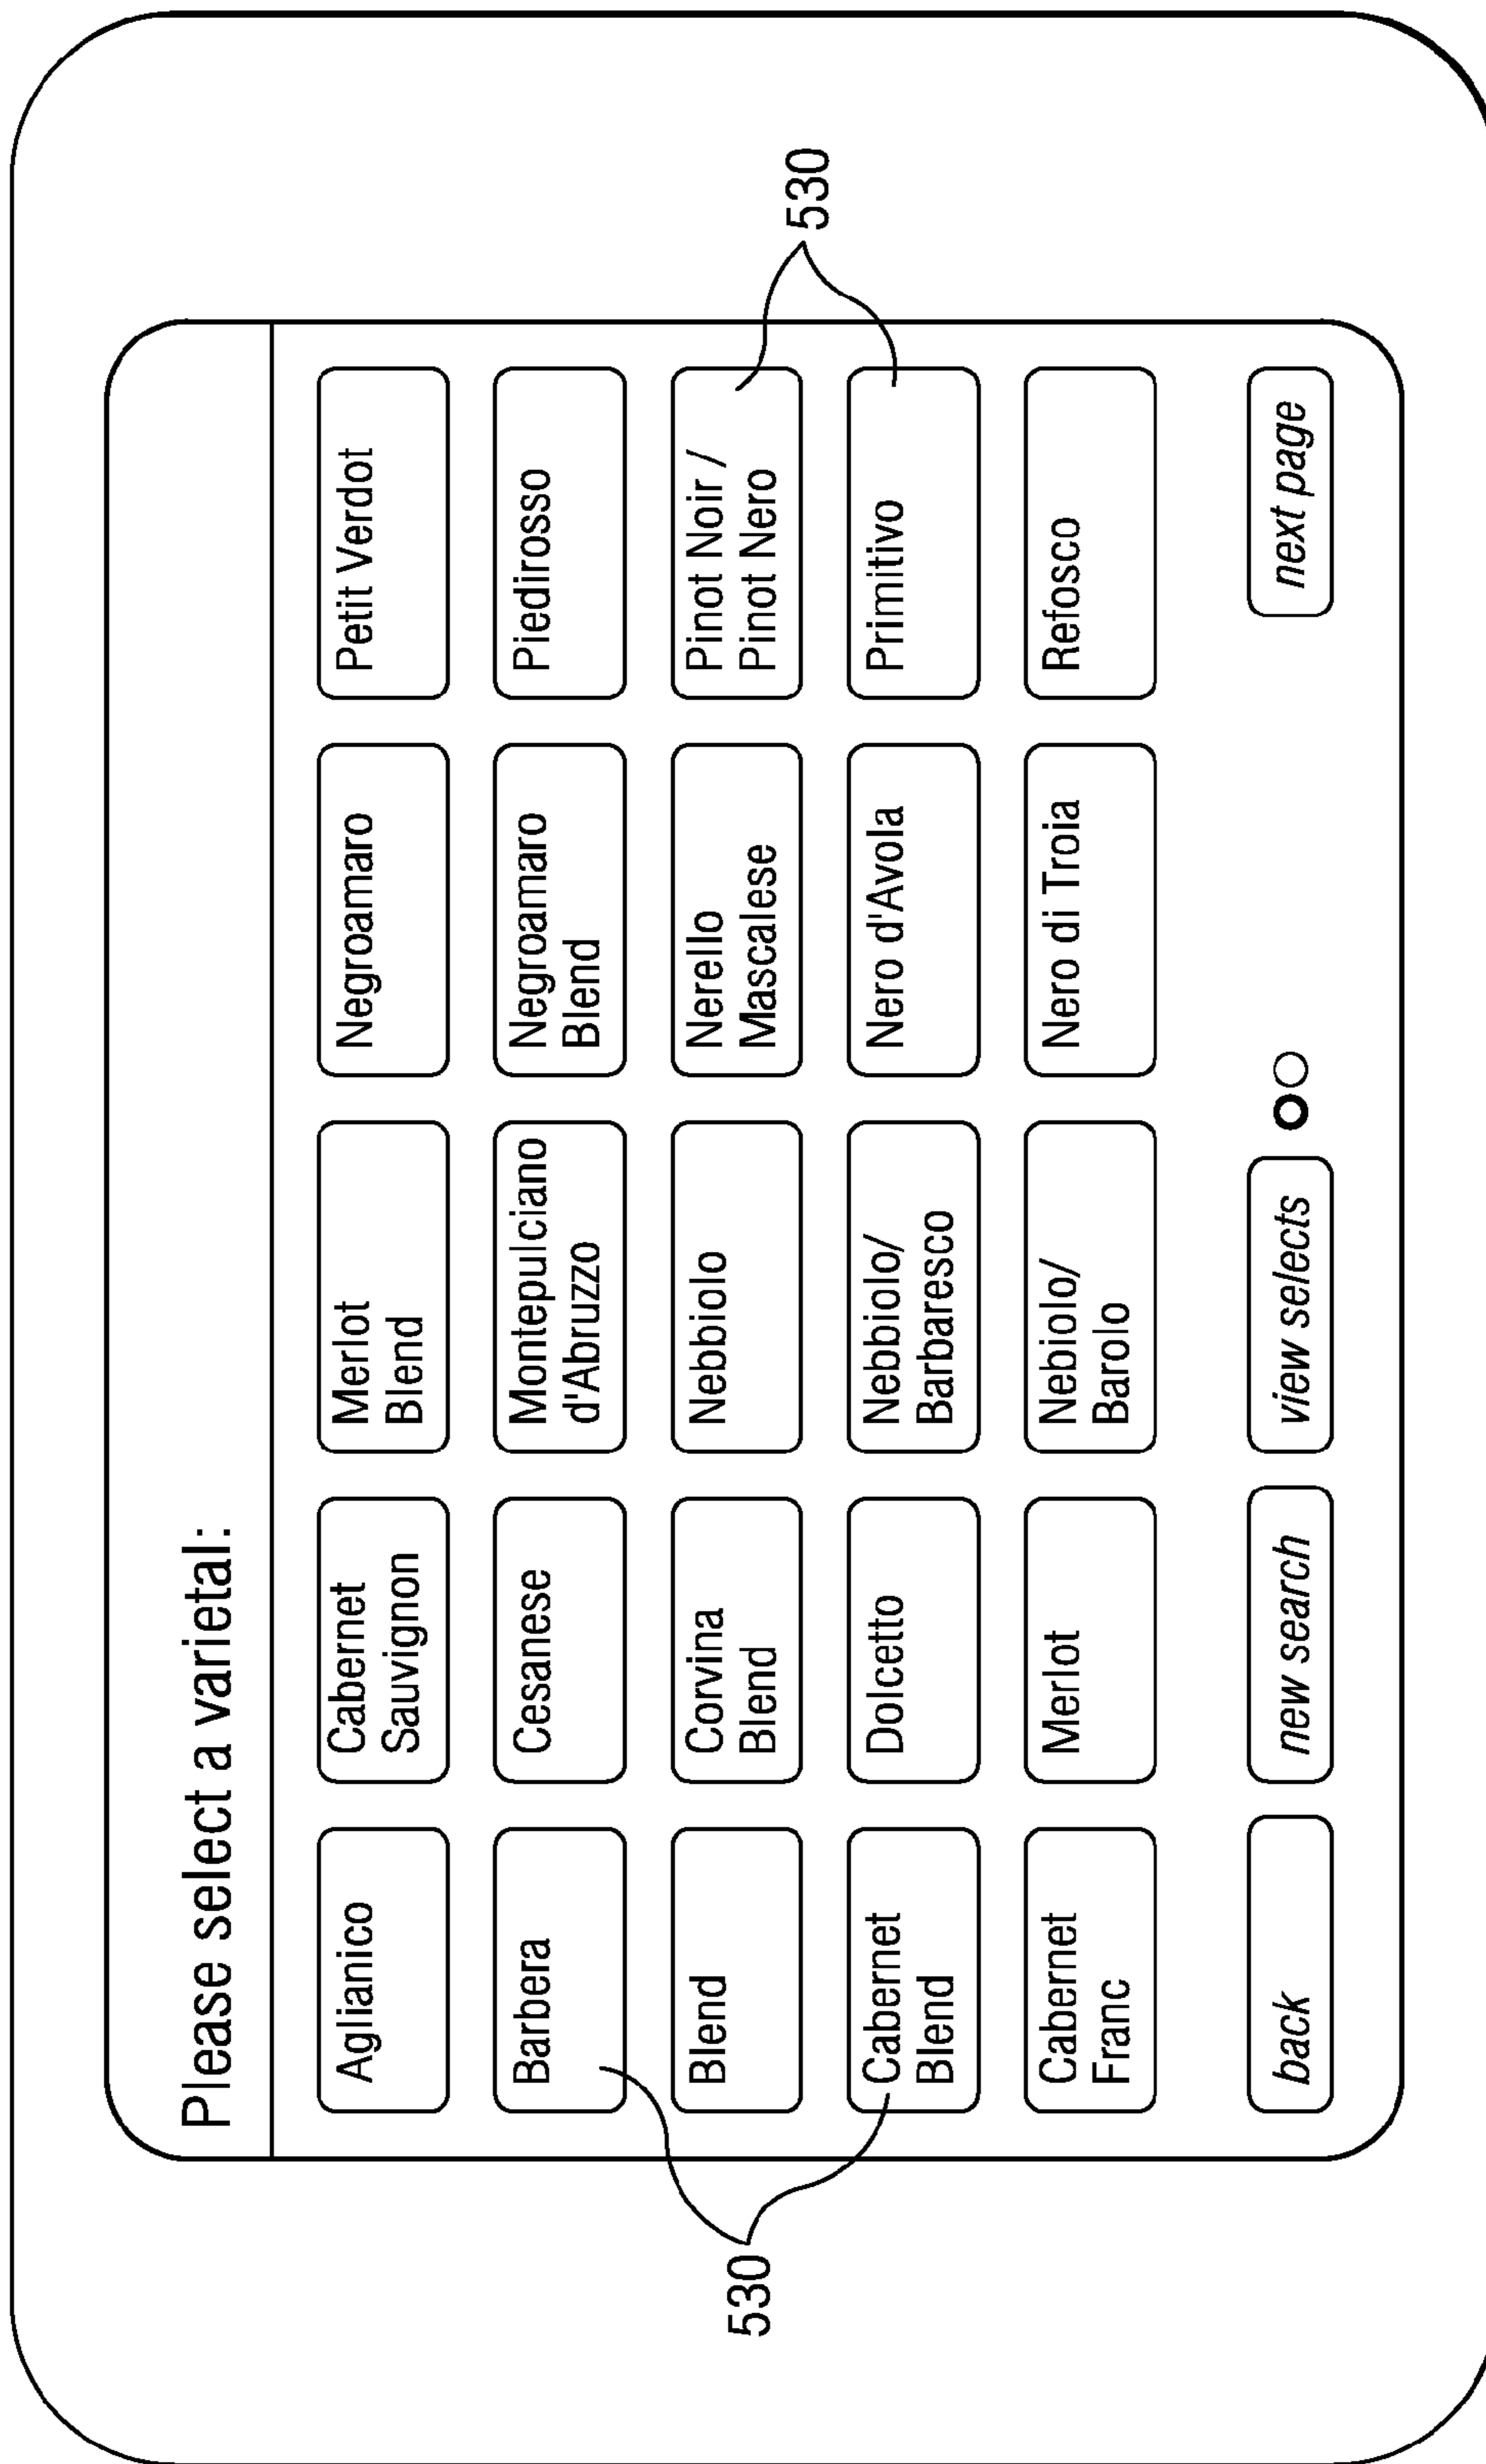 Please select a varietal:
Aglianico
Cabernet
Sauvignon
Merlot
Blend
Negroamaro
Petit Verdot
Barbera
Cesanese
Montepulciano
d'Abruzzo
Negroamaro
Blend
Piedirosso
Blend
Corvina
Blend
Nebbiolo
Nerello
Mascalese
Pinot Noir /
Pinot Nero
Cabernet
Blend
Dolcetto
Nebbiolo/
Barbaresco
Nero d'Avola
Primitivo
Cabernet
Franc
Merlot
Nebiolo/
Barolo
Nero di Troia
Refosco
back
new search
view selects
next page
530
530